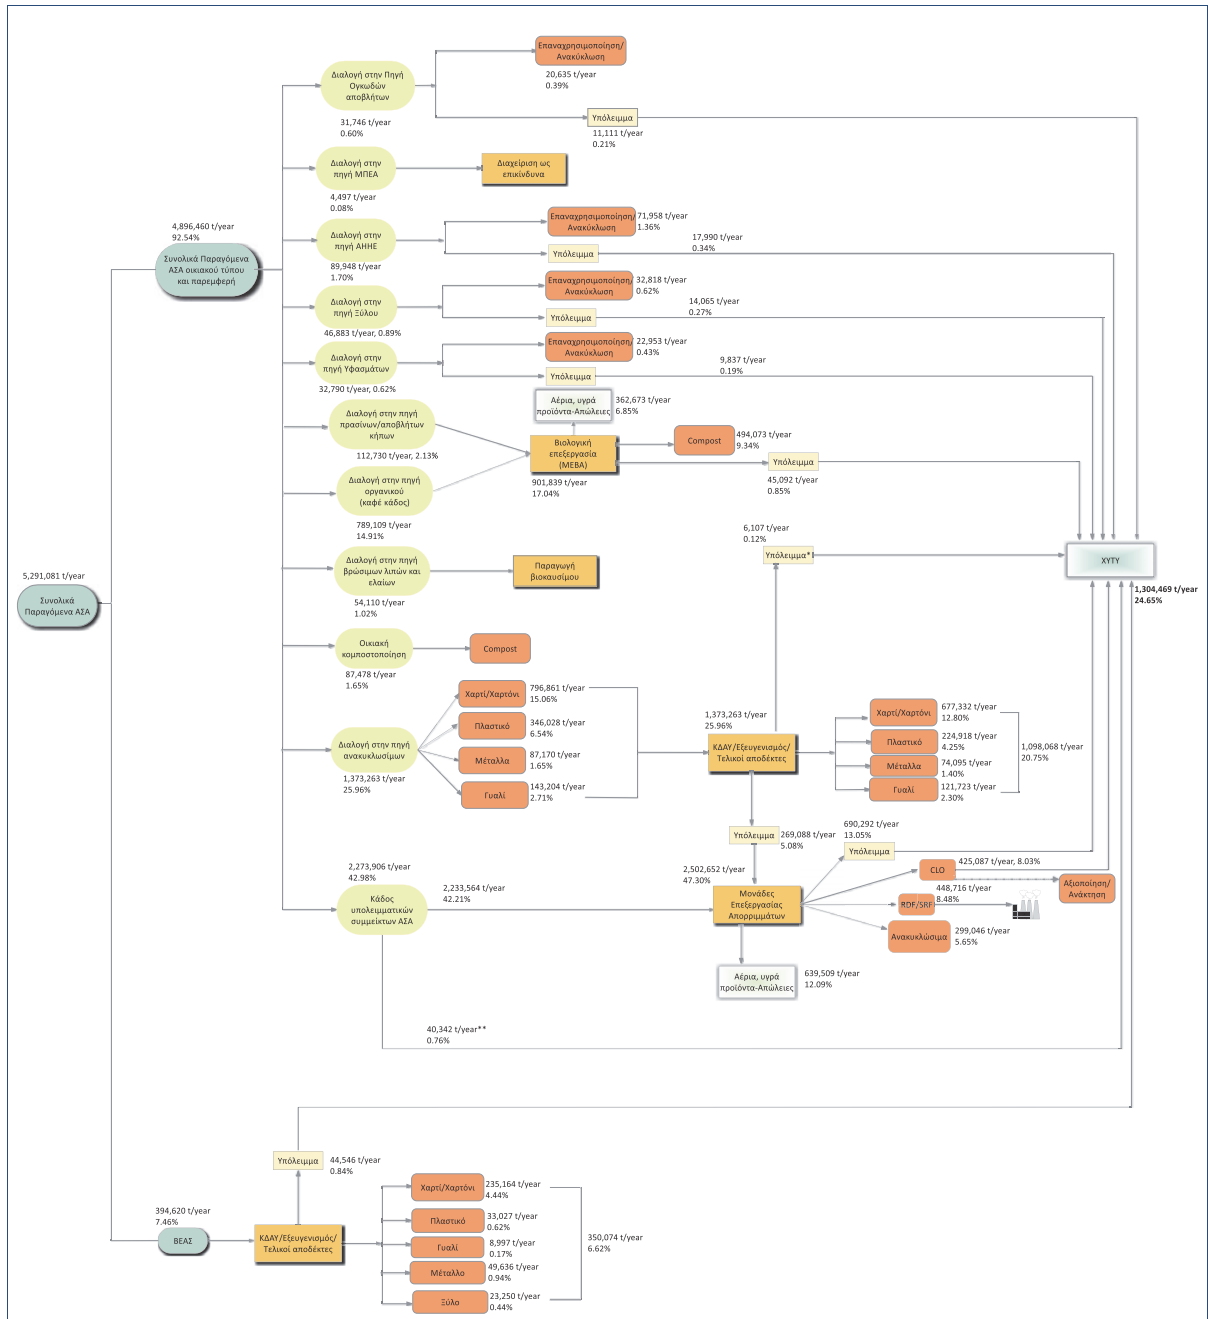 Επαναχρησιμοποίηση/
Ανακύκλωση
20,635 t/year
0.39%
Διαλογή στην Πηγή
Ογκωδών
αποβλήτων
31,746 t/year
0.60%
Υπόλειμμα
11,111 t/year
0.21%
Διαλογή στην
πηγή ΜΠΕΑ
4,497 t/year
0.08%
Διαχείριση ως
επικίνδυνα
4,896,460 t/year
92.54%
Συνολικά Παραγόμενα
ΑΣΑ οικιακού τύπου
και παρεμφερή
Διαλογή στην
πηγή ΑΗΗΕ
89,948 t/year
1.70%
Επαναχρησιμοποίηση/
Ανακύκλωση
71,958 t/year
1.36%
Υπόλειμμα
17,990 t/year
0.34%
Διαλογή στην
πηγή Ξύλου
46,883 t/year, 0.89%
Επαναχρησιμοποίηση/
Ανακύκλωση
32,818 t/year
0.62%
Υπόλειμμα
14,065 t/year
0.27%
Διαλογή στην
πηγή Υφασμάτων
32,790 t/year, 0.62%
Επαναχρησιμοποίηση/
Ανακύκλωση
22,953 t/year
0.43%
Υπόλειμμα
9,837 t/year
0.19%
Αέρια, υγρά
προϊόντα-Απώλειες
362,673 t/year
6.85%
Διαλογή στην πηγή
πρασίνων/αποβλήτων
κήπων
112,730 t/year, 2.13%
Βιολογική
επεξεργασία
(ΜΕΒΑ)
901,839 t/year
17.04%
Compost
494,073 t/year
9.34%
Υπόλειμμα
45,092 t/year
0.85%
Διαλογή στην πηγή
οργανικού
(καφέ κάδος)
789,109 t/year
14.91%
6,107 t/year
0.12%
Υπόλειμμα*
ΧΥΤΥ
1,304,469 t/year
24.65%
Διαλογή στην πηγή
βρώσιμων λιπών και
ελαίων
54,110 t/year
1.02%
Παραγωγή
βιοκαυσίμου
5,291,081 t/year
Συνολικά
Παραγόμενα ΑΣΑ
Οικιακή
κομποστοποίηση
87,478 t/year
1.65%
Compost
Διαλογή στην πηγή
ανακυκλωσίμων
1,373,263 t/year
25.96%
Χαρτί/Χαρτόνι
796,861 t/year
15.06%
Πλαστικό
346,028 t/year
6.54%
Μέταλλα
87,170 t/year
1.65%
Γυαλί
143,204 t/year
2.71%
1,373,263 t/year
25.96%
ΚΔΑΥ/Εξευγενισμός/
Τελικοί αποδέκτες
Χαρτί/Χαρτόνι
677,332 t/year
12.80%
Πλαστικό
224,918 t/year
4.25%
Μέταλλα
74,095 t/year
1.40%
Γυαλί
121,723 t/year
2.30%
1,098,068 t/year
20.75%
Υπόλειμμα
269,088 t/year
5.08%
690,292 t/year
13.05%
Υπόλειμμα
2,273,906 t/year
42.98%
Κάδος
υπολειμματικών
συμμείκτων ΑΣΑ
2,233,564 t/year
42.21%
2,502,652 t/year
47.30%
Μονάδες
Επεξεργασίας
Απορριμμάτων
CLO
425,087 t/year, 8.03%
Αξιοποίηση/
Ανάκτηση
RDF/SRF
448,716 t/year
8.48%
Ανακυκλώσιμα
299,046 t/year
5.65%
Αέρια, υγρά
προϊόντα-Απώλειες
639,509 t/year
12.09%
40,342 t/year**
0.76%
Υπόλειμμα
44,546 t/year
0.84%
394,620 t/year
7.46%
ΒΕΑΣ
ΚΔΑΥ/Εξευγενισμός/
Τελικοί αποδέκτες
Χαρτί/Χαρτόνι
235,164 t/year
4.44%
Πλαστικό
33,027 t/year
0.62%
Γυαλί
8,997 t/year
0.17%
Μέταλλο
49,636 t/year
0.94%
Ξύλο
23,250 t/year
0.44%
350,074 t/year
6.62%